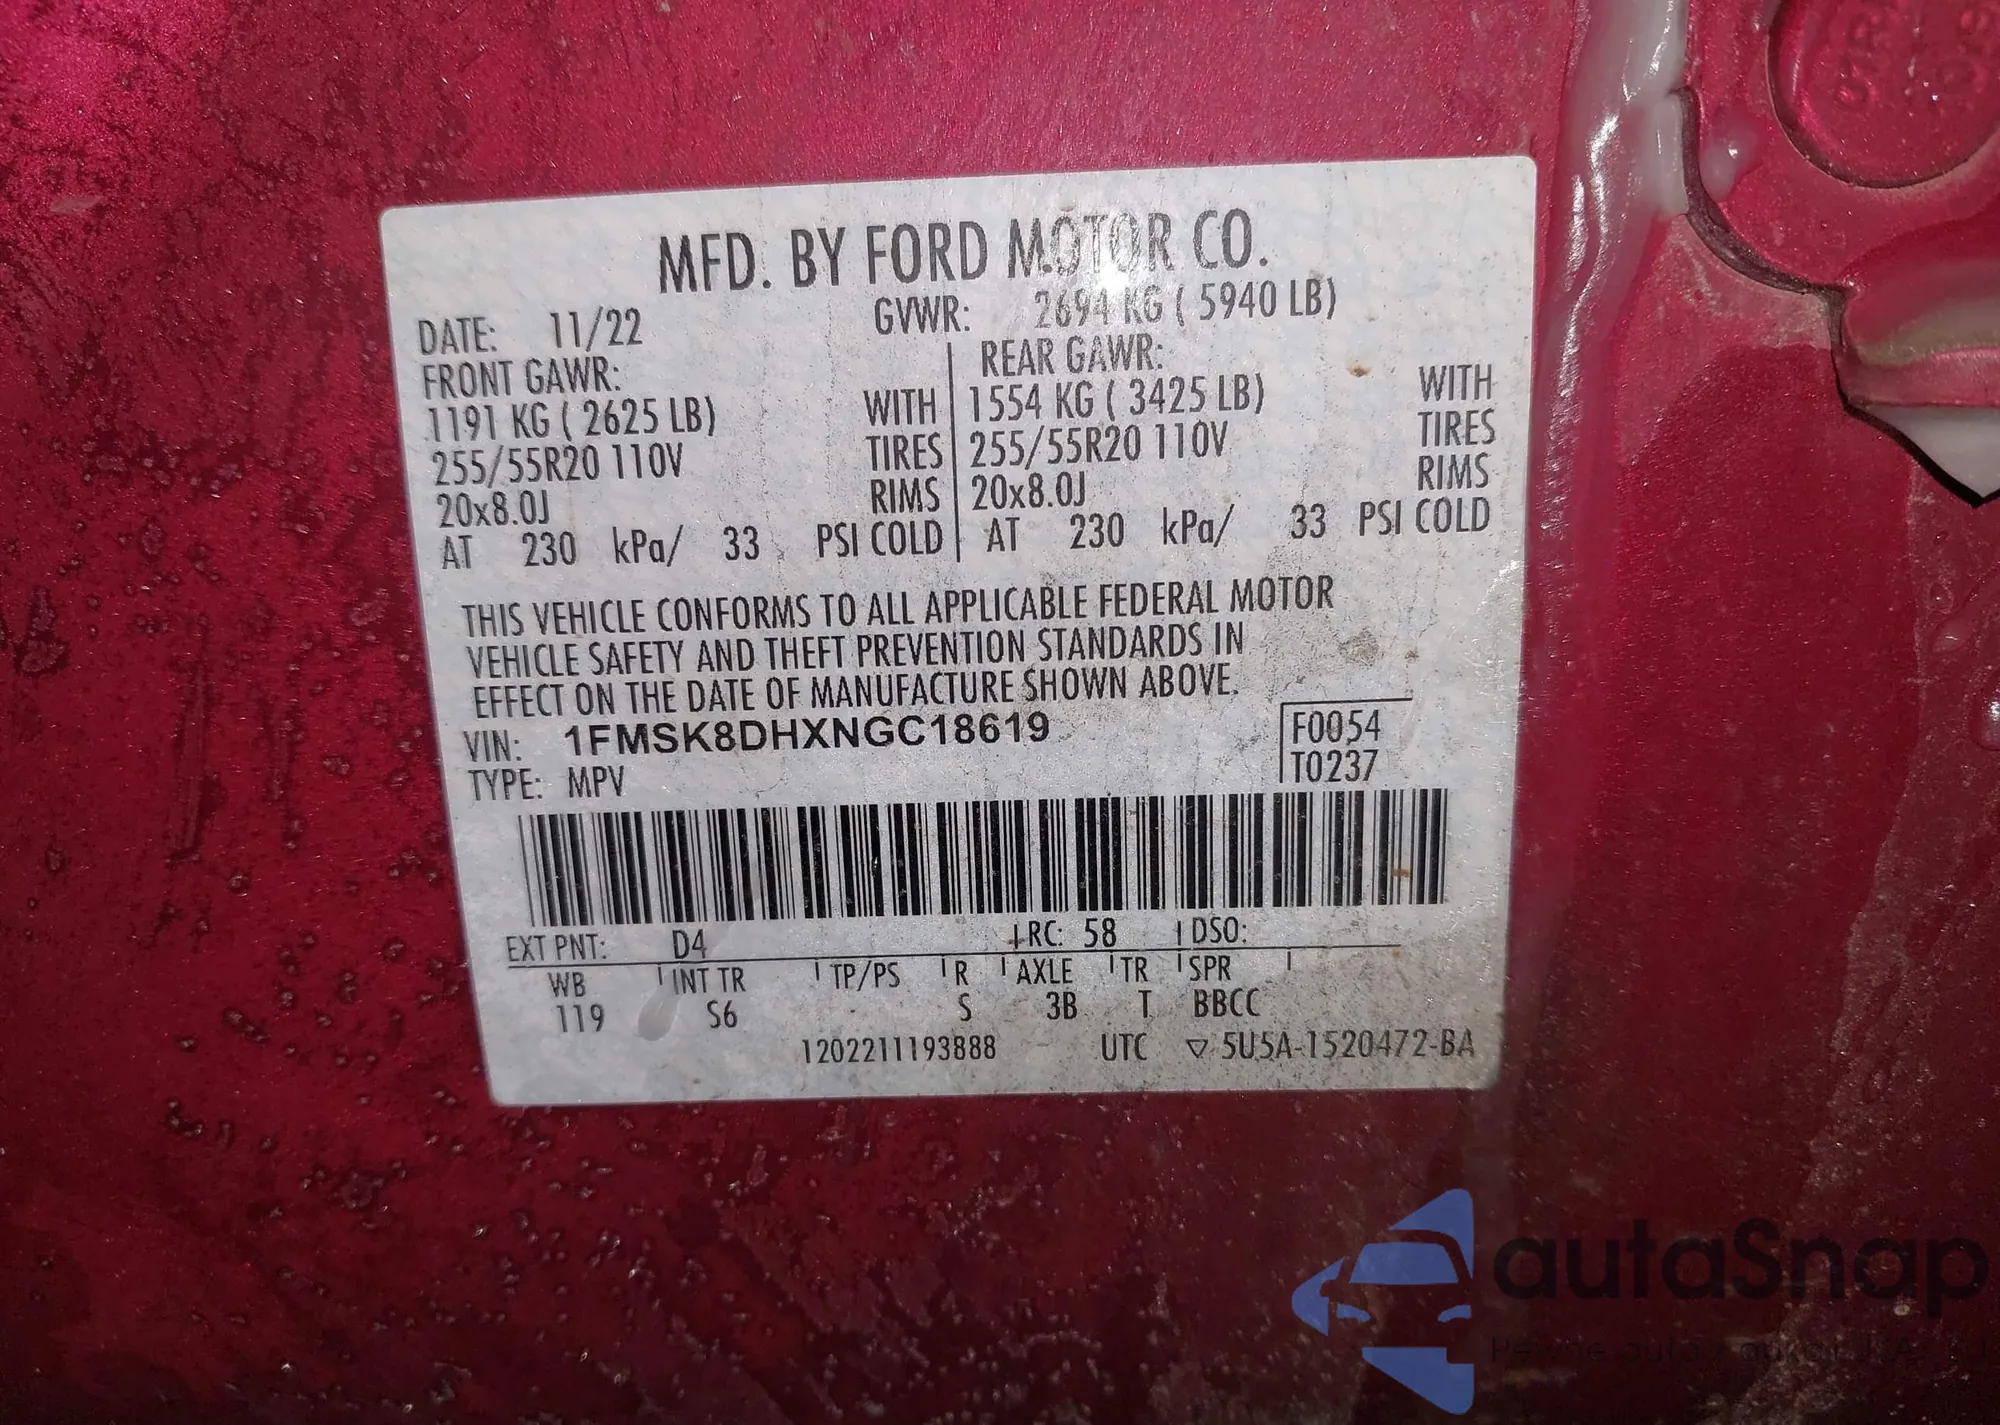 MFD. BY FORD MOTOR CO.
DATE: 11/22 GVWR: 2694 KG ( 5940 LB)
FRONT GAWR: REAR GAWR:
1191 KG ( 2625 LB) WITH 1554 KG ( 3425 LB) WITH
255/55R20 110V TIRES 255/55R20 110V TIRES
20x8.0J RIMS 20x8.0J RIMS
AT 230 kPa/ 33 PSI COLD AT 230 kPa/ 33 PSI COLD
THIS VEHICLE CONFORMS TO ALL APPLICABLE FEDERAL MOTOR
VEHICLE SAFETY AND THEFT PREVENTION STANDARDS IN
EFFECT ON THE DATE OF MANUFACTURE SHOWN ABOVE.
VIN: 1FMSK8DHXNGC18619 F0054
TYPE: MPV T0237
EXT PNT: D4 RC: 58 DSO:
WB INT TR TP/PS R AXLE TR SPR
119 S6 S 3B T BBCC
1202211193888 UTC ▽ 5U5A-1520472-BA
autaSnap